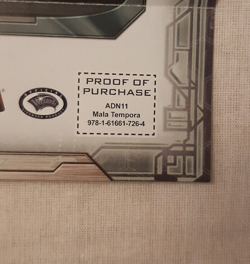 PROOF OF
PURCHASE
ADN11
Mala Tempora
978-1-61661-726-4